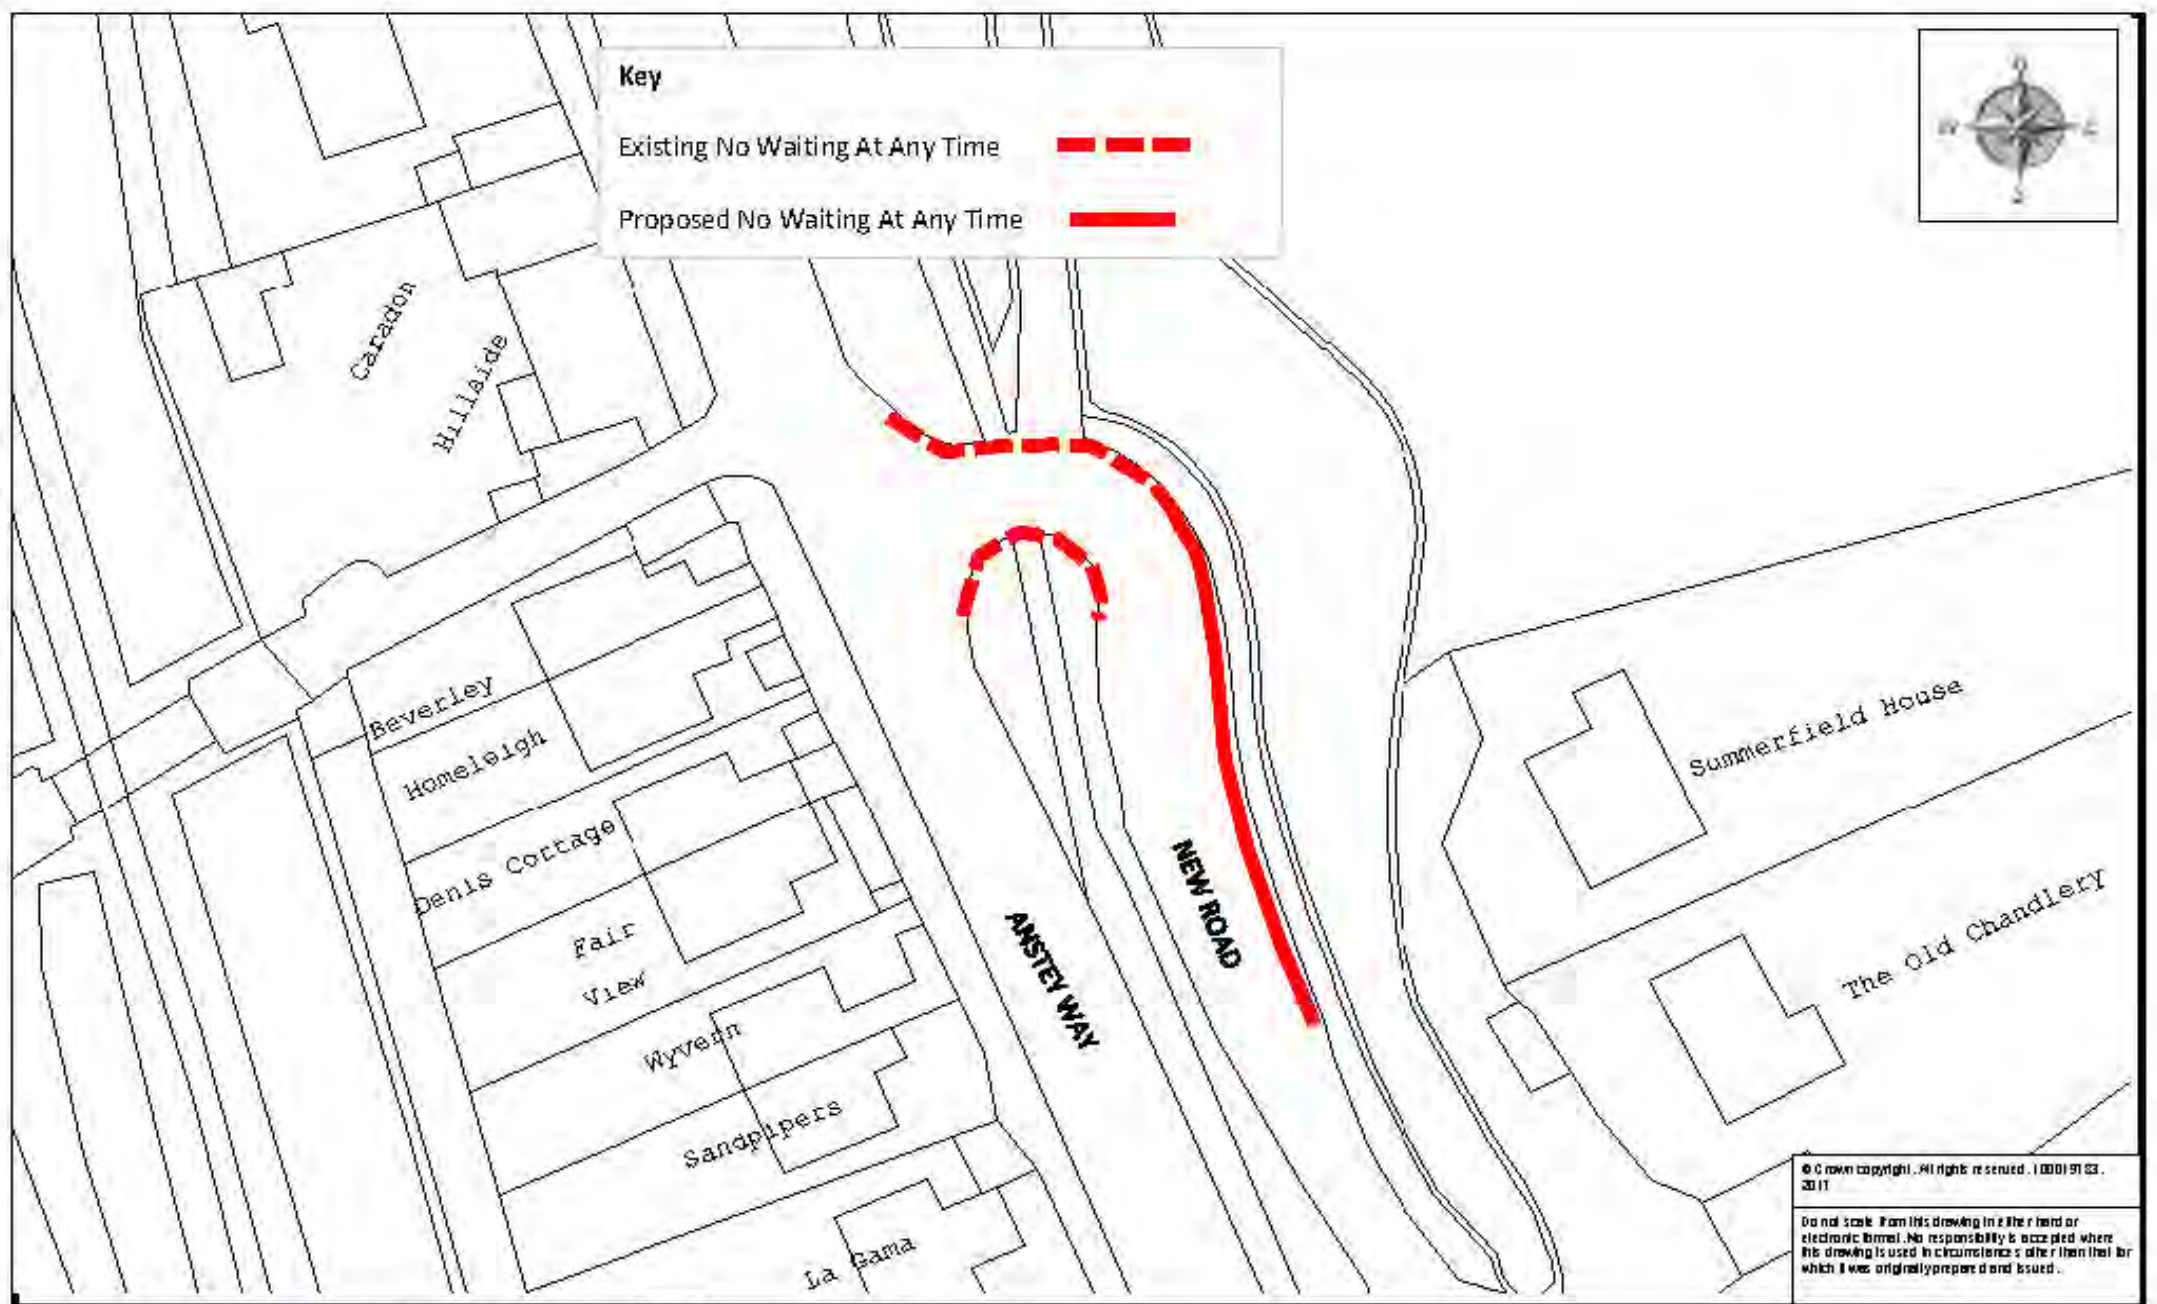 Key
Existing No Waiting At Any Time
Proposed No Waiting At Any Time
W E
S
Caradon
Hillside
Beverley
Homeleigh
Denis Cottage
Fair
View
Wyvern
Sandpipers
La Gama
ANSTEY WAY
NEW ROAD
Summerfield House
The Old Chandlery
© Crown copyright. All rights reserved. 100019183.
Do not scale from this drawing in either hard or
electronic format. No responsibility is accepted where
this drawing is used in circumstances other than that for
which it was originally prepared and issued.